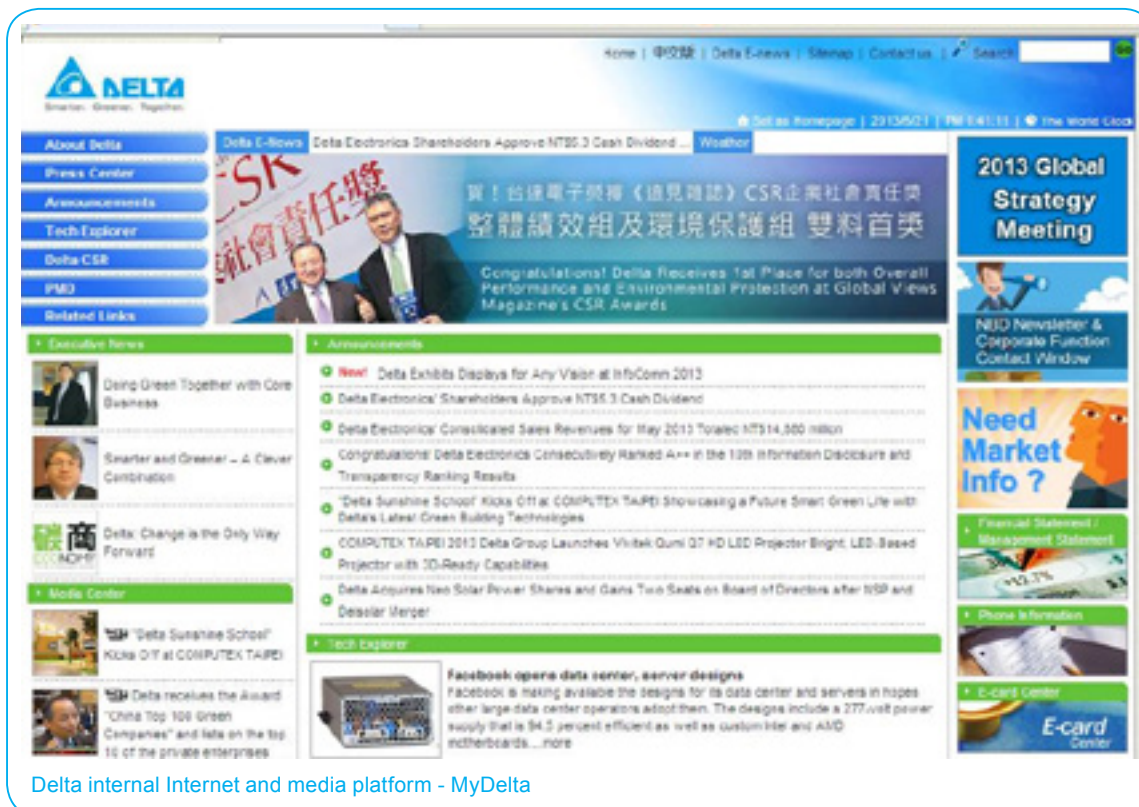 Home | 中文版 | Delta E-news | Sitemap | Contact us | Search GO
DELTA
Smarter. Greener. Together.
Set as Homepage | 2013/6/21 | PM 1:41:11 | The World Clock
About Delta
Press Center
Announcements
Tech Explorer
Delta CSR
PMD
Related Links
Delta E-News Delta Electronics Shareholders Approve NT$5.3 Cash Dividend ... Weather
CSR
社會責任獎
賀！台達電子榮獲《遠見雜誌》CSR企業社會責任獎
整體績效組及環境保護組 雙料首獎
Congratulations! Delta Receives 1st Place for both Overall
Performance and Environmental Protection at Global Views
Magazine's CSR Awards
2013 Global
Strategy
Meeting
NBD Newsletter &
Corporate Function
Contact Window
Need
Market
Info ?
Financial Statement /
Management Statement
+92.7%
Phone Information
E-card Center
E-card
Center
Executive News
Doing Green Together with Core
Business
Smarter and Greener – A Clever
Combination
Delta: Change is the Only Way
Forward
Media Center
"Delta Sunshine School"
Kicks Off at COMPUTEX TAIPEI
Delta receives the Award
"China Top 100 Green
Companies" and lists on the top
10 of the private enterprises
Announcements
New! Delta Exhibits Displays for Any Vision at InfoComm 2013
Delta Electronics' Shareholders Approve NT$5.3 Cash Dividend
Delta Electronics' Consolidated Sales Revenues for May 2013 Totaled NT$14,880 million
Congratulations! Delta Electronics Consecutively Ranked A++ in the 10th Information Disclosure and
Transparency Ranking Results
"Delta Sunshine School" Kicks Off at COMPUTEX TAIPEI Showcasing a Future Smart Green Life with
Delta's Latest Green Building Technologies
COMPUTEX TAIPEI 2013 Delta Group Launches Vivitek Qumi Q7 HD LED Projector Bright, LED-Based
Projector with 3D-Ready Capabilities
Delta Acquires Neo Solar Power Shares and Gains Two Seats on Board of Directors after NSP and
Delsolar Merger
Tech Explorer
Facebook opens data center, server designs
Facebook is making available the designs for its data center and servers in hopes
other large data center operators adopt them. The designs include a 277-volt power
supply that is 94.5 percent efficient as well as custom Intel and AMD
motherboards....more
Delta internal Internet and media platform - MyDelta